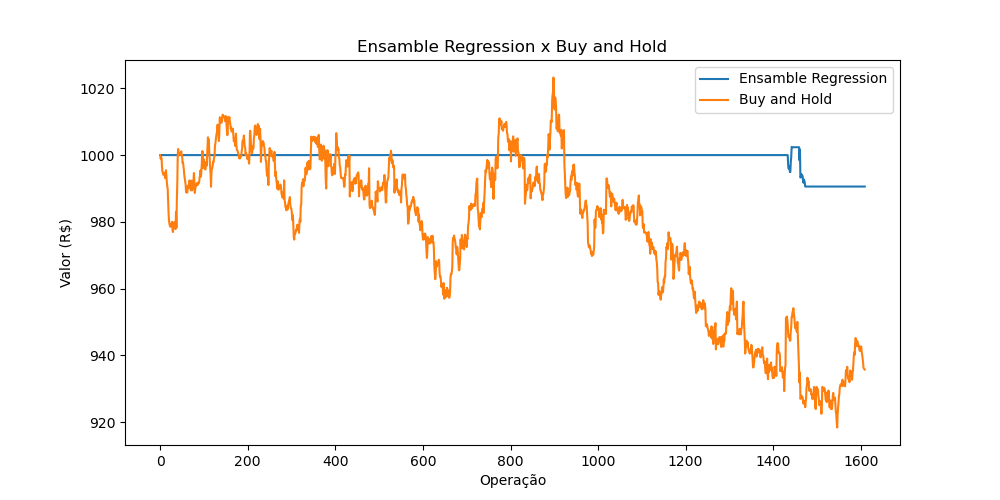 Ensamble Regression x Buy and Hold
Ensamble Regression
Buy and Hold
Valor (R$)
1020
1000
980
960
940
920
0 200 400 600 800 1000 1200 1400 1600
Operação